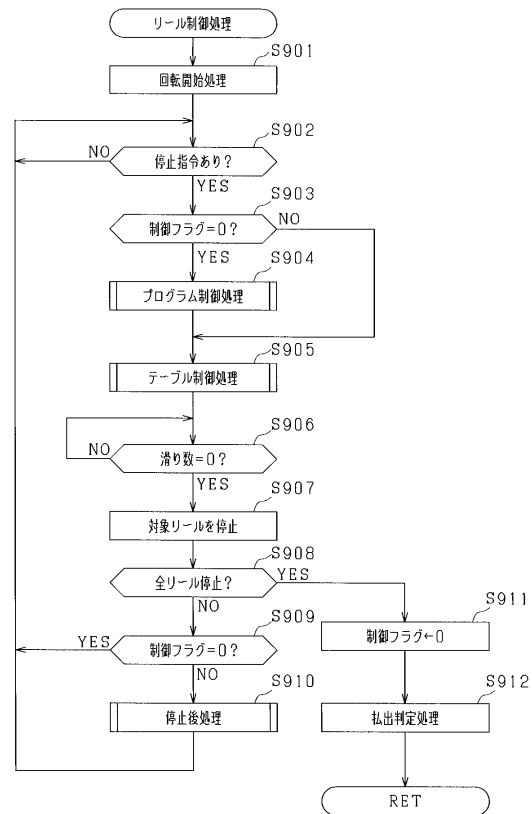 リール制御処理
S901
回転開始処理
S902
停止指令あり?
NO
YES
S903
制御フラグ=0?
NO
YES
S904
プログラム制御処理
S905
テーブル制御処理
S906
滑り数=0?
NO
YES
S907
対象リールを停止
S908
全リール停止?
YES
NO
S909
制御フラグ=0?
YES
NO
S910
停止後処理
S911
制御フラグ←0
S912
払出判定処理
RET